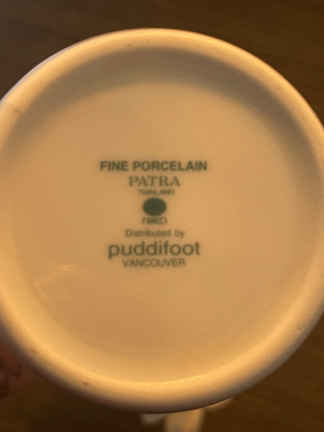 FINE PORCELAIN
PATRA
THAILAND
Distributed by
puddifoot
VANCOUVER